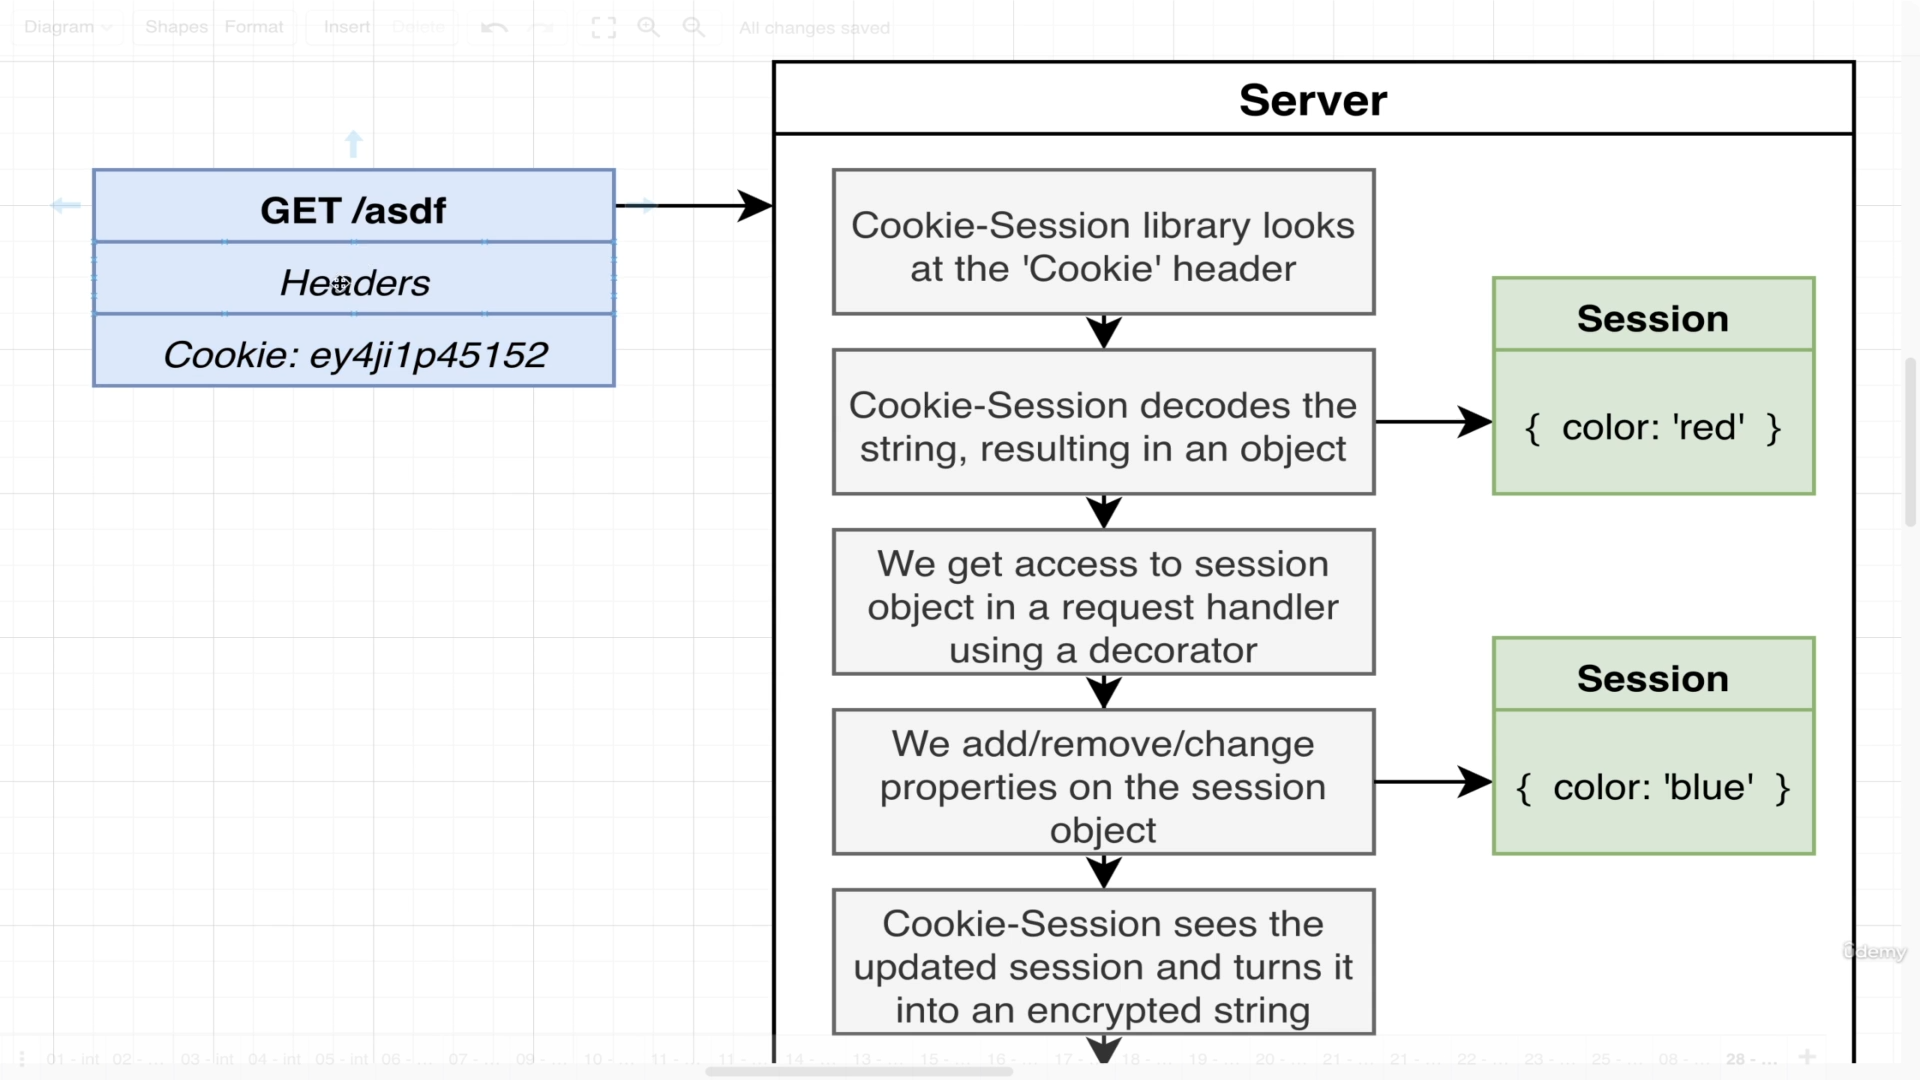 Diagram Shapes Format Insert Delete All changes saved
Server
GET /asdf
Headers
Cookie: ey4ji1p45152
Cookie-Session library looks
at the 'Cookie' header
Cookie-Session decodes the
string, resulting in an object
Session
{ color: 'red' }
We get access to session
object in a request handler
using a decorator
We add/remove/change
properties on the session
object
Session
{ color: 'blue' }
Cookie-Session sees the
updated session and turns it
into an encrypted string
ûdemy
01 - int 02 - ... 03 - int 04 - int 05 - int 06 - ... 07 - ... 09 - ... 10 - ... 11 - ... 11 - ... 14 - ... 13 - ... 15 - ... 16 - ... 17 - ... 18 - ... 19 - ... 20 - ... 21 - ... 21 - ... 22 - ... 23 - ... 25 - ... 08 - ... 28 - ...